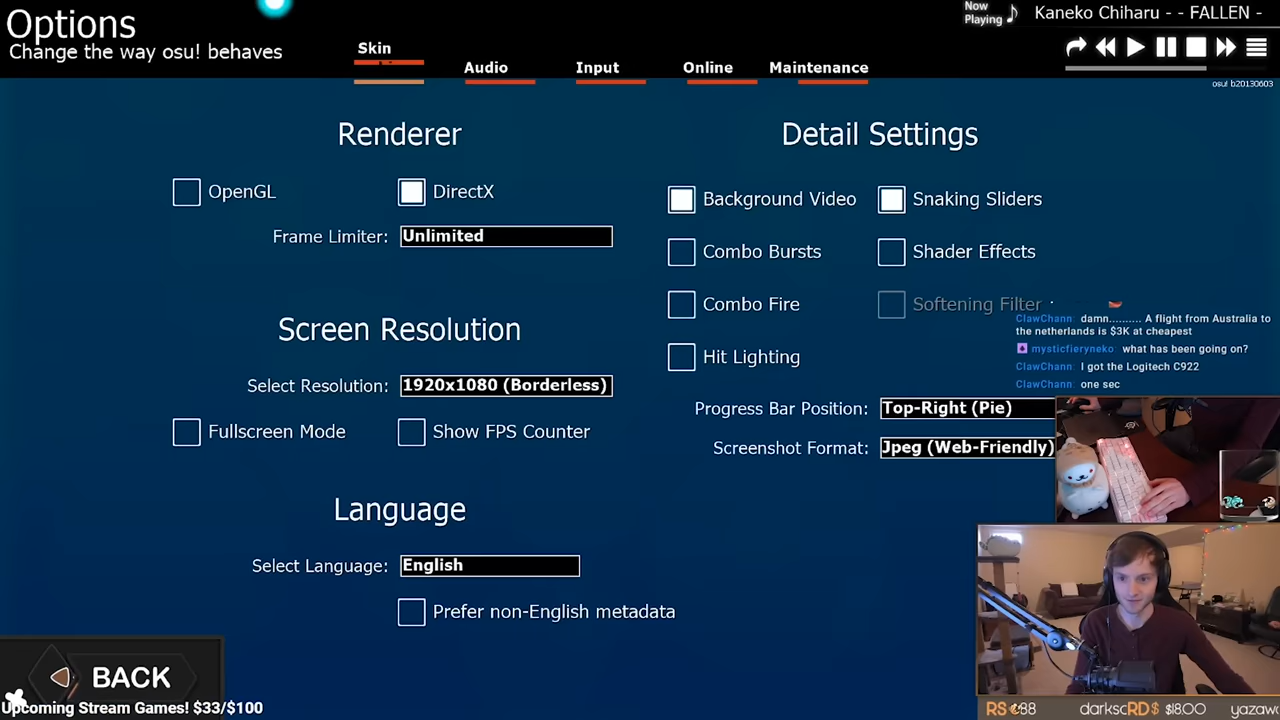 Options
Change the way osu! behaves
Now Playing
Kaneko Chiharu - - FALLEN -
Skin
Audio
Input
Online
Maintenance
osu! b20130603
Renderer
OpenGL
DirectX
Frame Limiter: Unlimited
Screen Resolution
Select Resolution: 1920x1080 (Borderless)
Fullscreen Mode
Show FPS Counter
Language
Select Language: English
Prefer non-English metadata
Detail Settings
Background Video
Snaking Sliders
Combo Bursts
Shader Effects
Combo Fire
Softening Filter
Hit Lighting
Progress Bar Position: Top-Right (Pie)
Screenshot Format: Jpeg (Web-Friendly)
ClawChann: damn.......... A flight from Australia to
the netherlands is $3K at cheapest
mysticfieryneko: what has been going on?
ClawChann: I got the Logitech C922
ClawChann: one sec
BACK
Upcoming Stream Games! $33/$100